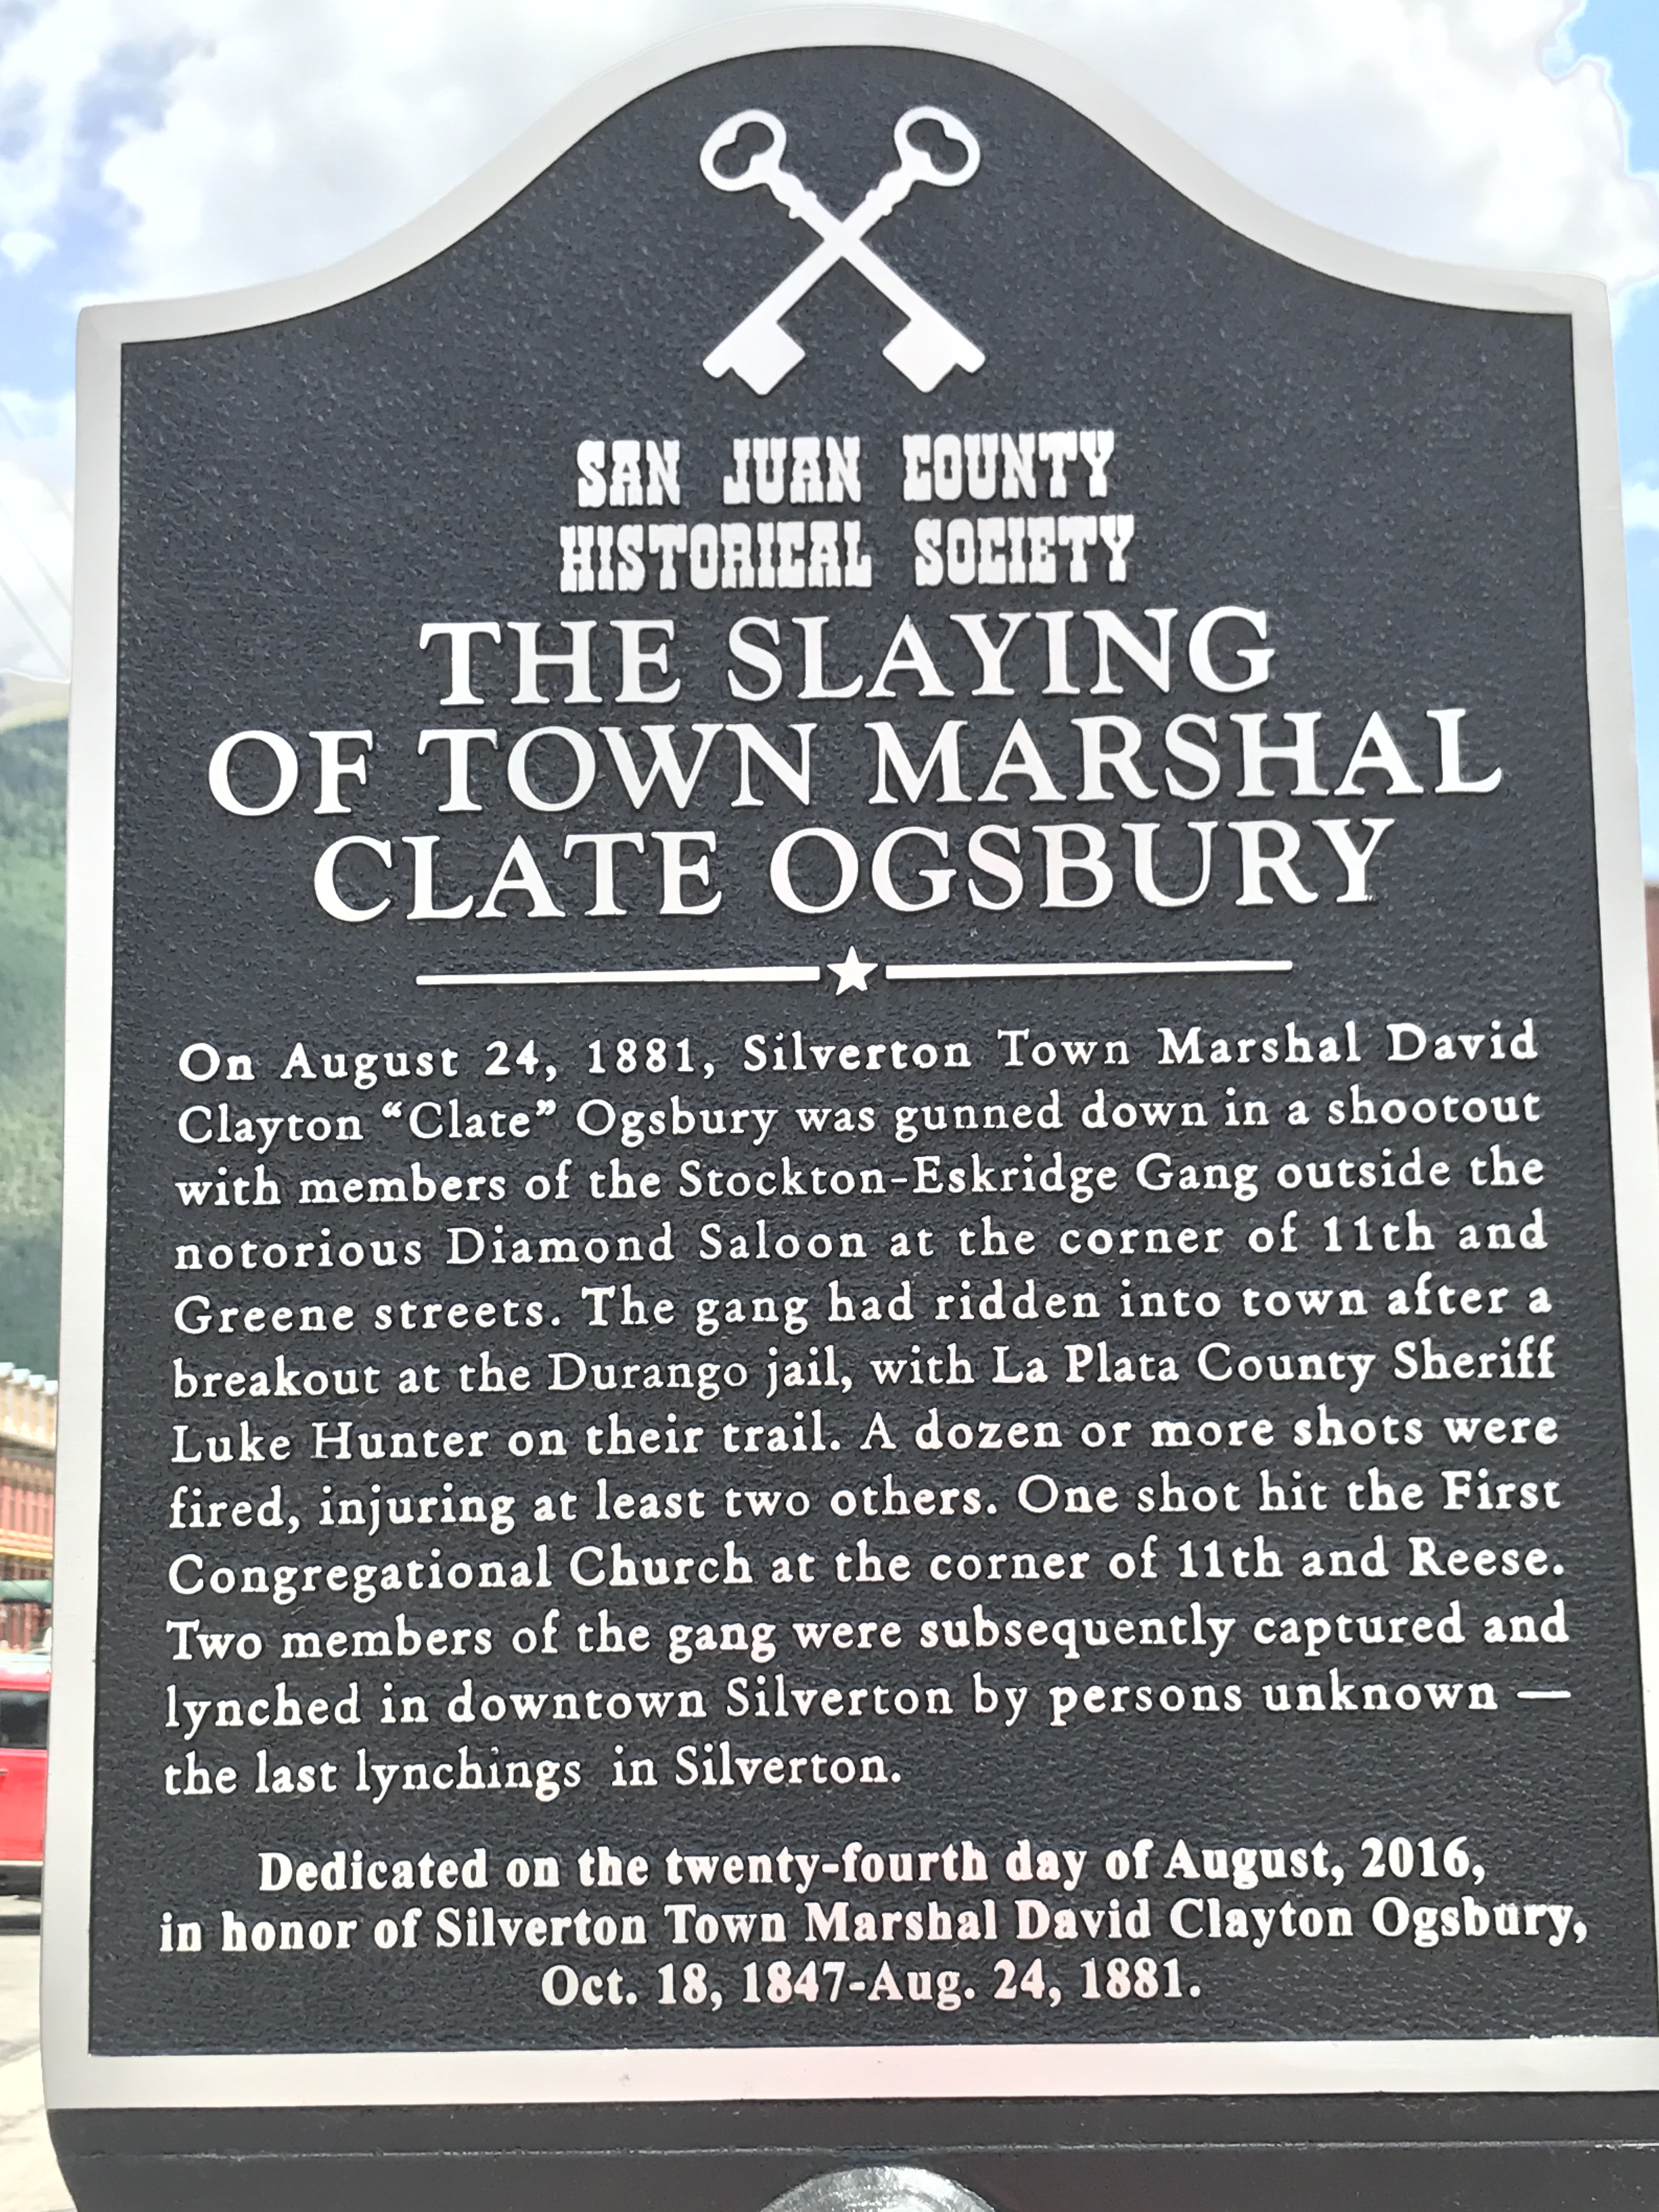 SAN JUAN COUNTY
HISTORICAL SOCIETY
THE SLAYING
OF TOWN MARSHAL
CLATE OGSBURY
On August 24, 1881, Silverton Town Marshal David
Clayton “Clate” Ogsbury was gunned down in a shootout
with members of the Stockton-Eskridge Gang outside the
notorious Diamond Saloon at the corner of 11th and
Greene streets. The gang had ridden into town after a
breakout at the Durango jail, with La Plata County Sheriff
Luke Hunter on their trail. A dozen or more shots were
fired, injuring at least two others. One shot hit the First
Congregational Church at the corner of 11th and Reese.
Two members of the gang were subsequently captured and
lynched in downtown Silverton by persons unknown —
the last lynchings in Silverton.
Dedicated on the twenty-fourth day of August, 2016,
in honor of Silverton Town Marshal David Clayton Ogsbury,
Oct. 18, 1847-Aug. 24, 1881.